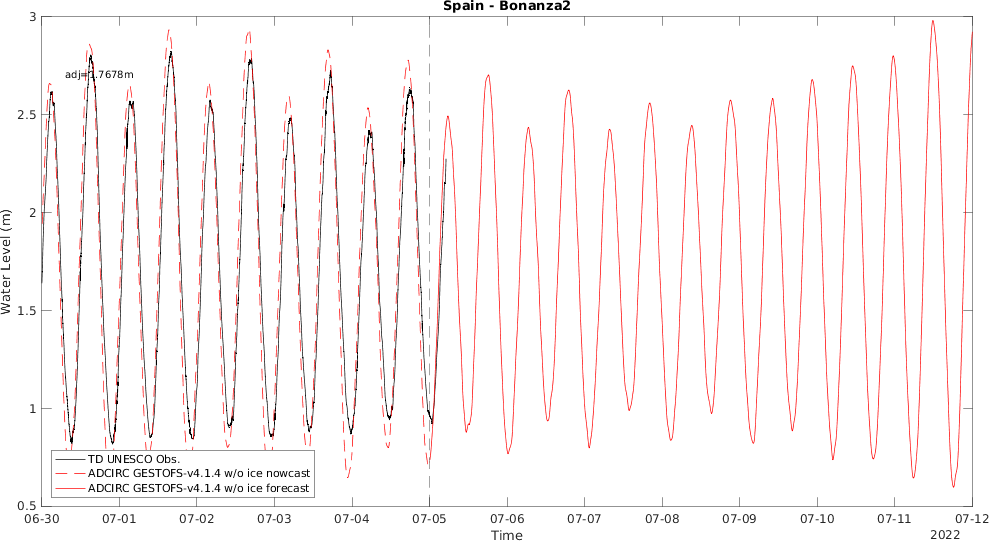 Spain - Bonanza2
3
adj=1.7678m
2.5
2
Water Level (m)
1.5
1
TD UNESCO Obs.
ADCIRC GESTOFS-v4.1.4 w/o ice nowcast
ADCIRC GESTOFS-v4.1.4 w/o ice forecast
0.5
06-30 07-01 07-02 07-03 07-04 07-05 07-06 07-07 07-08 07-09 07-10 07-11 07-12
Time
2022